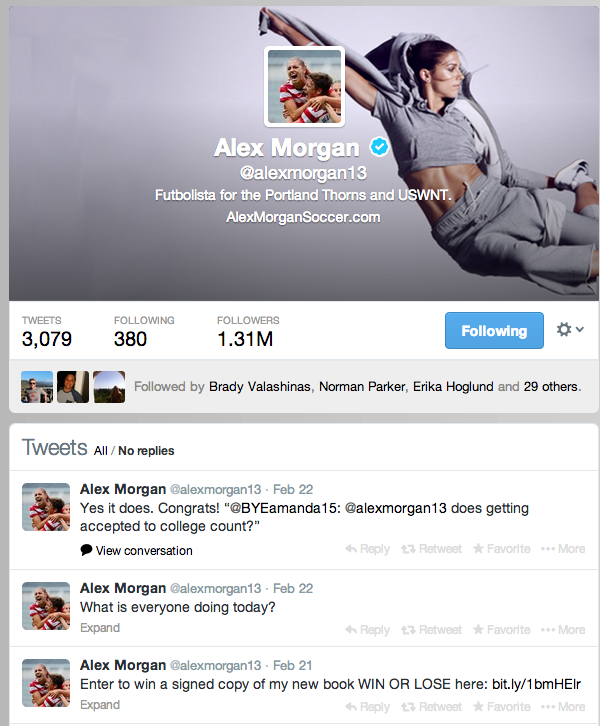 Alex Morgan
@alexmorgan13
Futbolista for the Portland Thorns and USWNT.
AlexMorganSoccer.com
TWEETS FOLLOWING FOLLOWERS
3,079 380 1.31M
Following
Followed by Brady Valashinas, Norman Parker, Erika Hoglund and 29 others.
Tweets All / No replies
Alex Morgan @alexmorgan13 · Feb 22
Yes it does. Congrats! “@BYEamanda15: @alexmorgan13 does getting
accepted to college count?”
View conversation Reply Retweet Favorite More
Alex Morgan @alexmorgan13 · Feb 22
What is everyone doing today?
Expand Reply Retweet Favorite More
Alex Morgan @alexmorgan13 · Feb 21
Enter to win a signed copy of my new book WIN OR LOSE here: bit.ly/1bmHElr
Expand Reply Retweet Favorite More